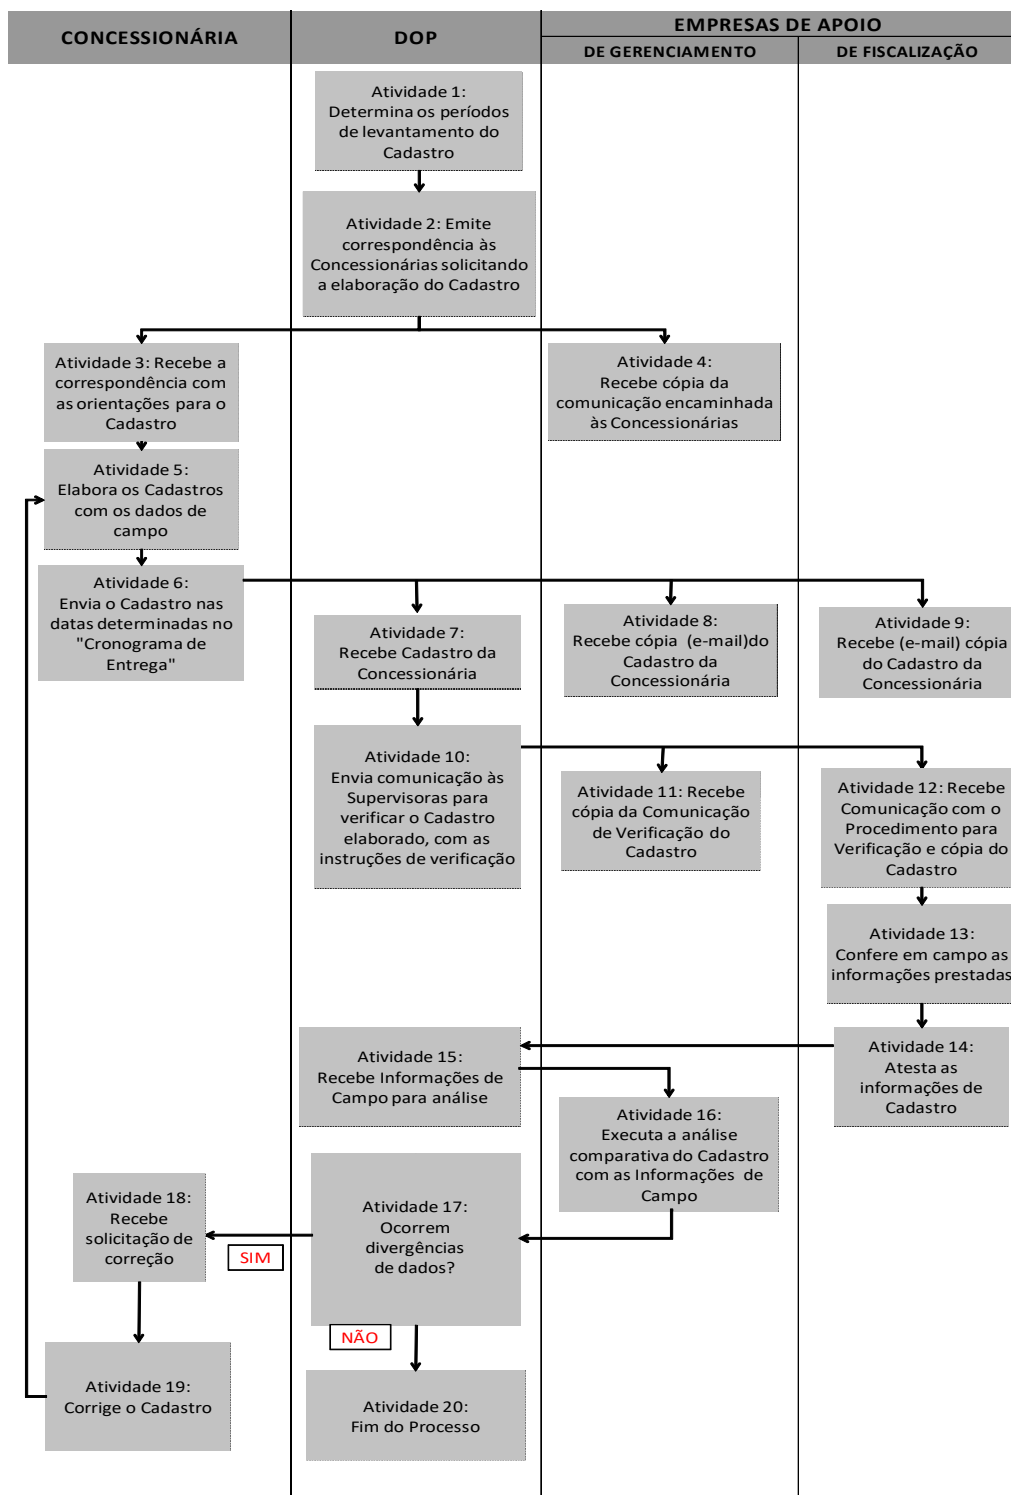 CONCESSIONÁRIA
DOP
EMPRESAS DE APOIO
DE GERENCIAMENTO
DE FISCALIZAÇÃO
Atividade 1:
Determina os períodos
de levantamento do
Cadastro
Atividade 2: Emite
correspondência às
Concessionárias solicitando
a elaboração do Cadastro
Atividade 3: Recebe a
correspondência com
as orientações para o
Cadastro
Atividade 4:
Recebe cópia da
comunicação encaminhada
às Concessionárias
Atividade 5:
Elabora os Cadastros
com os dados de
campo
Atividade 6:
Envia o Cadastro nas
datas determinadas no
"Cronograma de
Entrega"
Atividade 7:
Recebe Cadastro da
Concessionária
Atividade 8:
Recebe cópia (e-mail)do
Cadastro da
Concessionária
Atividade 9:
Recebe (e-mail) cópia
do Cadastro da
Concessionária
Atividade 10:
Envia comunicação às
Supervisoras para
verificar o Cadastro
elaborado, com as
instruções de verificação
Atividade 11: Recebe
cópia da Comunicação
de Verificação do
Cadastro
Atividade 12: Recebe
Comunicação com o
Procedimento para
Verificação e cópia do
Cadastro
Atividade 13:
Confere em campo as
informações prestadas
Atividade 14:
Atesta as
informações de
Cadastro
Atividade 15:
Recebe Informações de
Campo para análise
Atividade 16:
Executa a análise
comparativa do Cadastro
com as Informações de
Campo
Atividade 17:
Ocorrem
divergências
de dados?
Atividade 18:
Recebe
solicitação de
correção
SIM
NÃO
Atividade 19:
Corrige o Cadastro
Atividade 20:
Fim do Processo